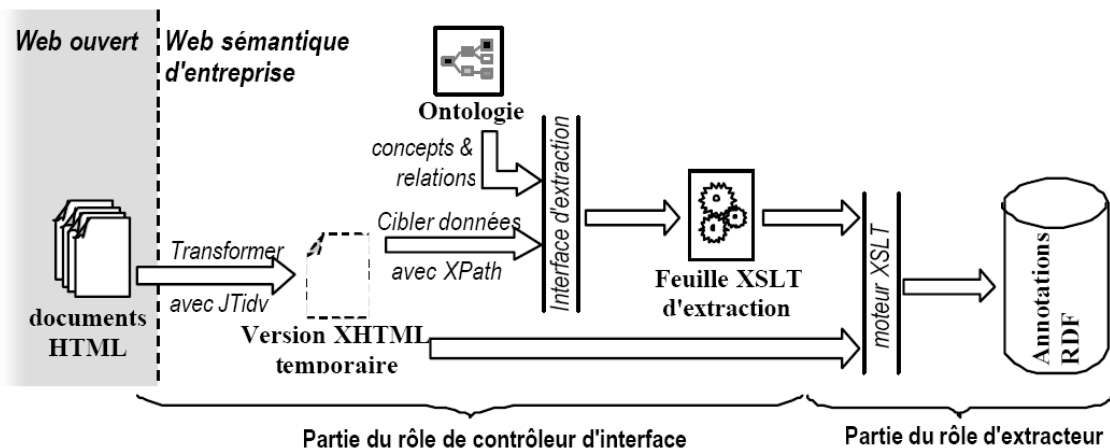 Web ouvert
Web sémantique
d'entreprise
Ontologie
concepts &
relations
Interface d'extraction
Cibler données
avec XPath
Transformer
avec JTidv
documents
HTML
Version XHTML
temporaire
Feuille XSLT
d'extraction
moteur XSLT
Annotations
RDF
Partie du rôle de contrôleur d'interface
Partie du rôle d'extracteur